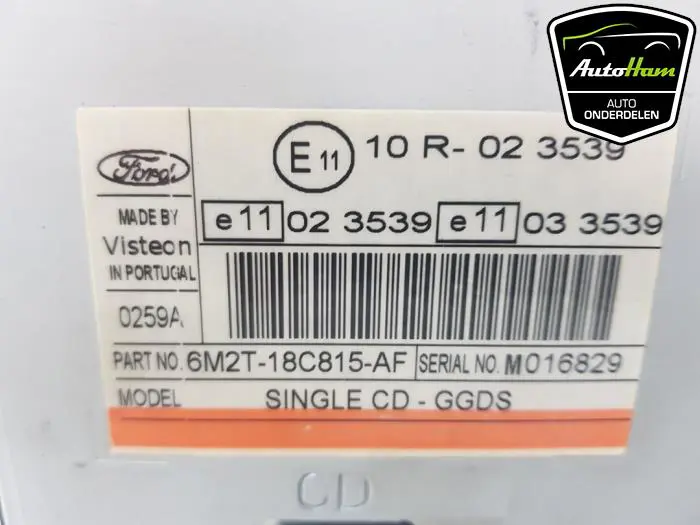 AutoHam
AUTO
ONDERDELEN
Ford
E 11 10 R- 02 3539
MADE BY
Visteon
IN PORTUGAL
e11 02 3539 e11 03 3539
0259A
PART NO. 6M2T-18C815-AF SERIAL NO. M016829
MODEL SINGLE CD - GGDS
CD